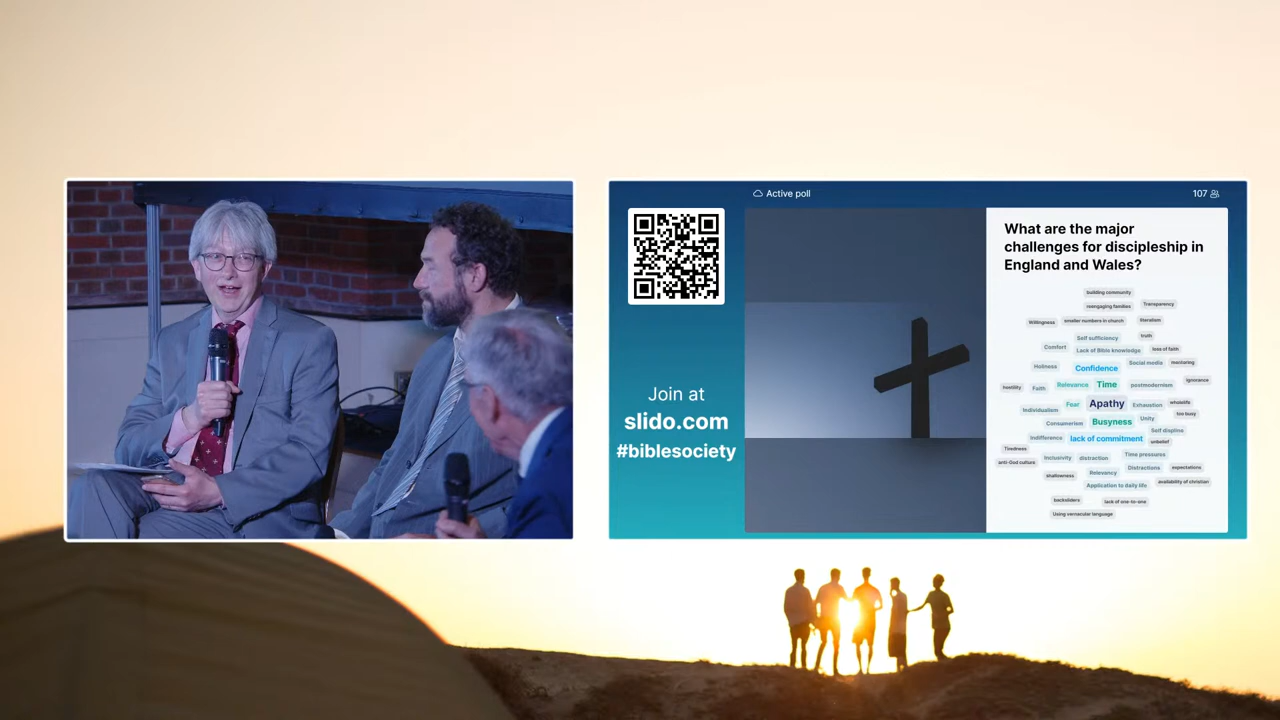 Active poll
107
Join at
slido.com
#biblesociety
What are the major
challenges for discipleship in
England and Wales?
building community
reengaging families Transparency
Willingness smaller numbers in church literalism
Self sufficiency truth
Comfort Lack of Bible knowledge loss of faith
Holiness Confidence Social media mentoring
hostility Faith Relevance Time postmodernism ignorance
Fear Apathy Exhaustion wholelife
Individualism Consumerism Busyness Unity too busy
Indifference lack of commitment Self displine unbelief
Tiredness Inclusivity distraction Time pressures
anti-God culture Relevancy Distractions expectations
shallowness Application to daily life availability of christian
backsliders lack of one-to-one
Using vernacular language